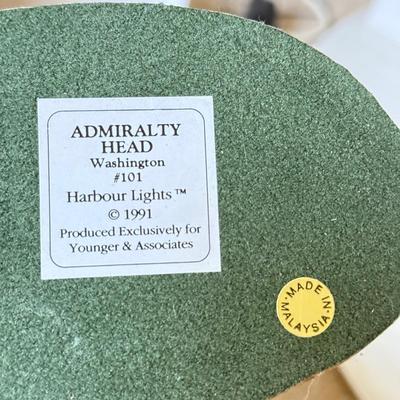 ADMIRALTY
HEAD
Washington
#101
Harbour Lights™
© 1991
Produced Exclusively for
Younger & Associates
MADE IN
MALAYSIA